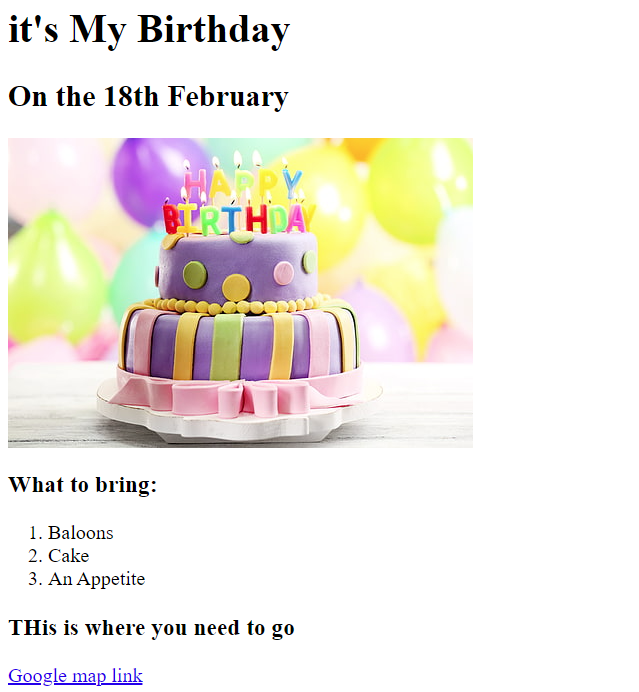 it's My Birthday
On the 18th February
HAPPY
BIRTHDAY
What to bring:
1. Baloons
2. Cake
3. An Appetite
THis is where you need to go
Google map link